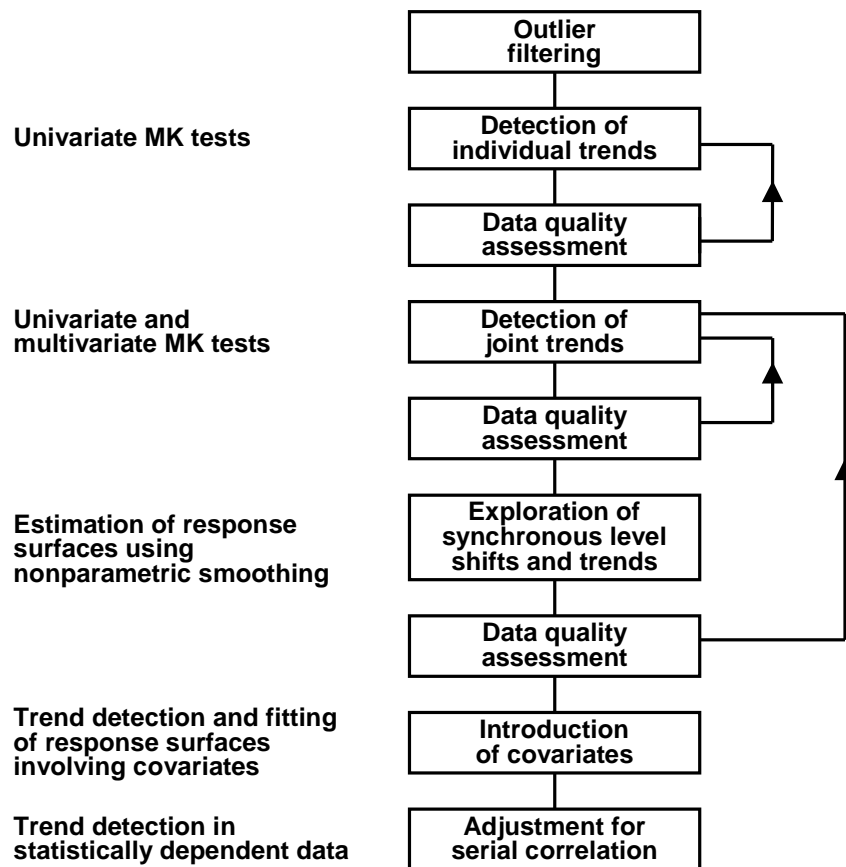 Outlier
filtering
Univariate MK tests
Detection of
individual trends
Data quality
assessment
Univariate and
multivariate MK tests
Detection of
joint trends
Data quality
assessment
Estimation of response
surfaces using
nonparametric smoothing
Exploration of
synchronous level
shifts and trends
Data quality
assessment
Trend detection and fitting
of response surfaces
involving covariates
Introduction
of covariates
Trend detection in
statistically dependent data
Adjustment for
serial correlation